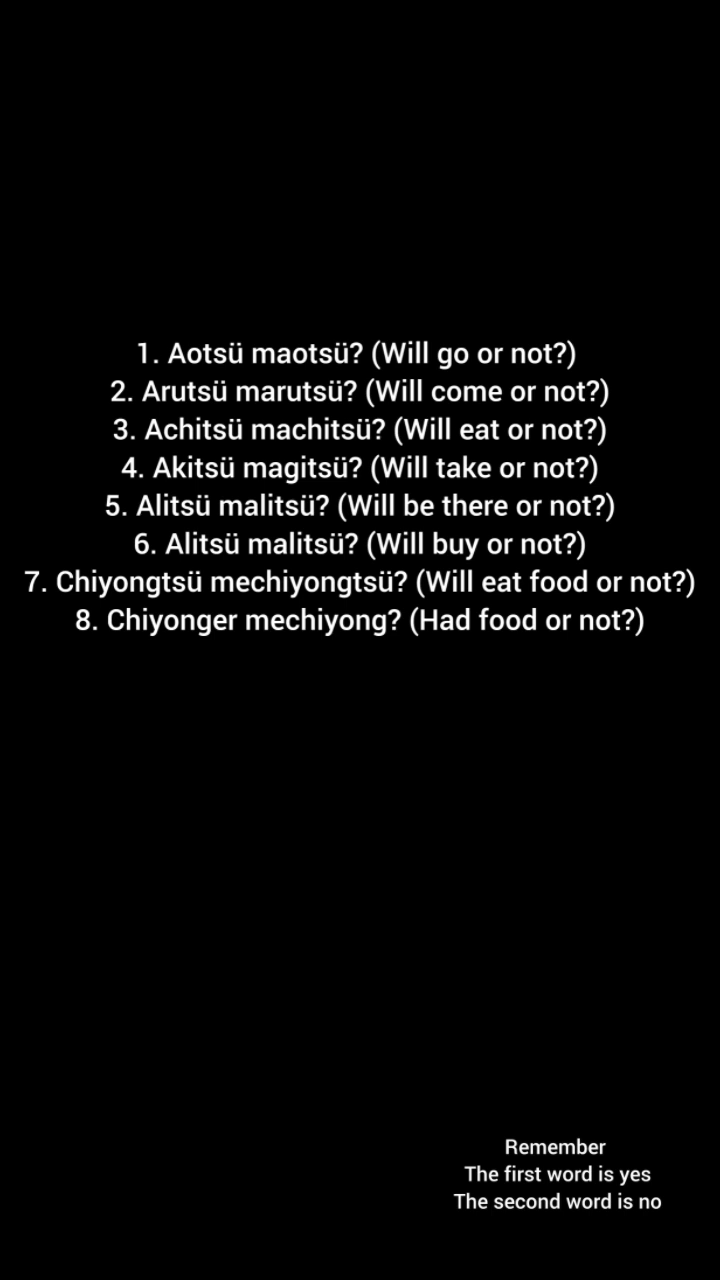 1. Aotsü maotsü? (Will go or not?)
2. Arutsü marutsü? (Will come or not?)
3. Achitsü machitsü? (Will eat or not?)
4. Akitsü magitsü? (Will take or not?)
5. Alitsü malitsü? (Will be there or not?)
6. Alitsü malitsü? (Will buy or not?)
7. Chiyongtsü mechiyongtsü? (Will eat food or not?)
8. Chiyonger mechiyong? (Had food or not?)
Remember
The first word is yes
The second word is no